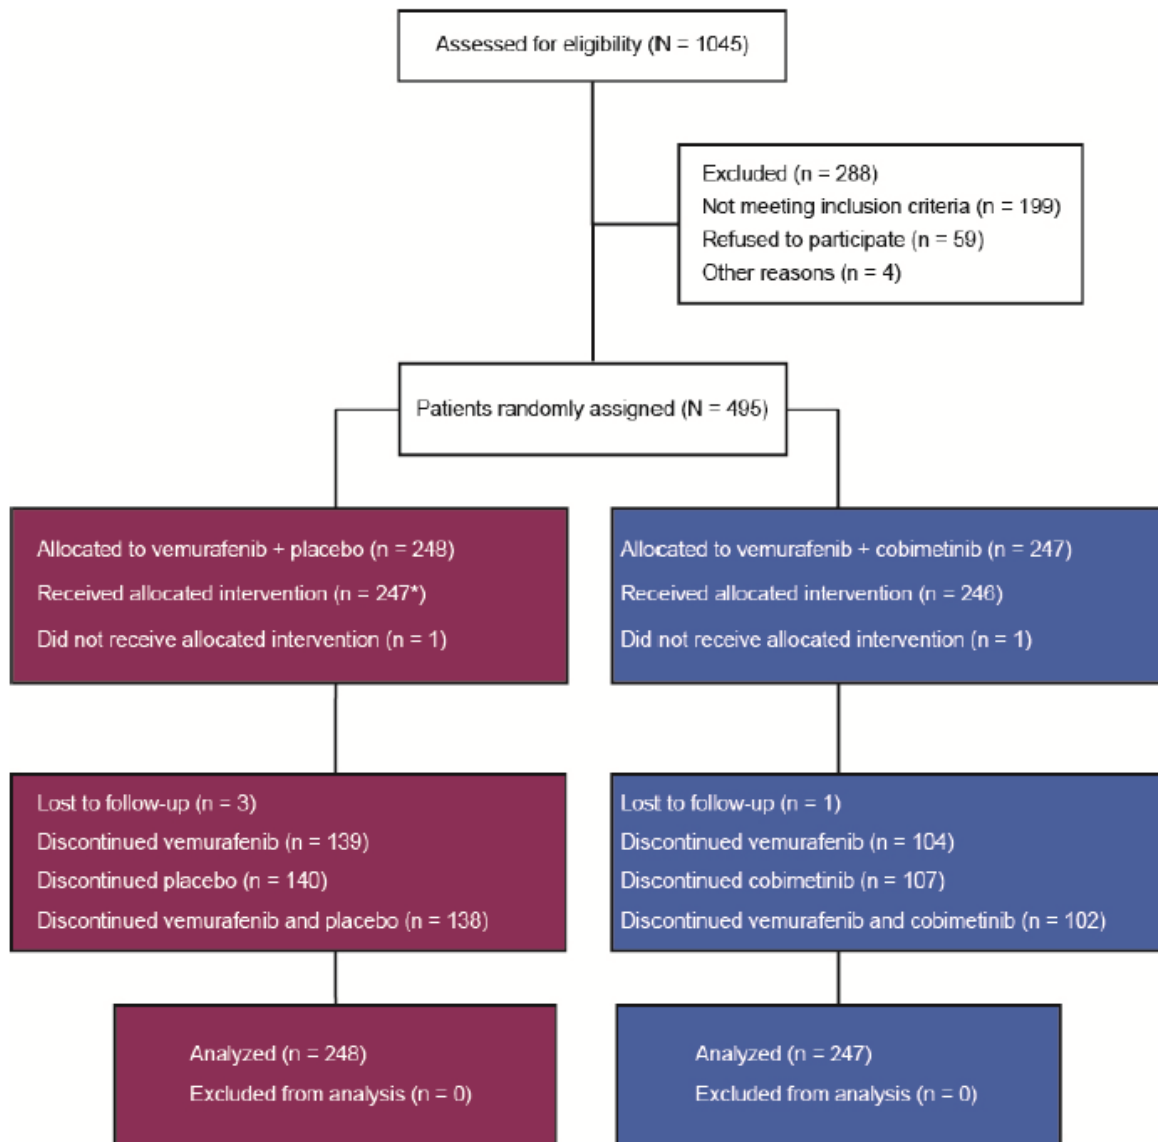 Assessed for eligibility (N = 1045)
Excluded (n = 288)
Not meeting inclusion criteria (n = 199)
Refused to participate (n = 59)
Other reasons (n = 4)
Patients randomly assigned (N = 495)
Allocated to vemurafenib + placebo (n = 248)
Received allocated intervention (n = 247*)
Did not receive allocated intervention (n = 1)
Allocated to vemurafenib + cobimetinib (n = 247)
Received allocated intervention (n = 246)
Did not receive allocated intervention (n = 1)
Lost to follow-up (n = 3)
Discontinued vemurafenib (n = 139)
Discontinued placebo (n = 140)
Discontinued vemurafenib and placebo (n = 138)
Lost to follow-up (n = 1)
Discontinued vemurafenib (n = 104)
Discontinued cobimetinib (n = 107)
Discontinued vemurafenib and cobimetinib (n = 102)
Analyzed (n = 248)
Excluded from analysis (n = 0)
Analyzed (n = 247)
Excluded from analysis (n = 0)